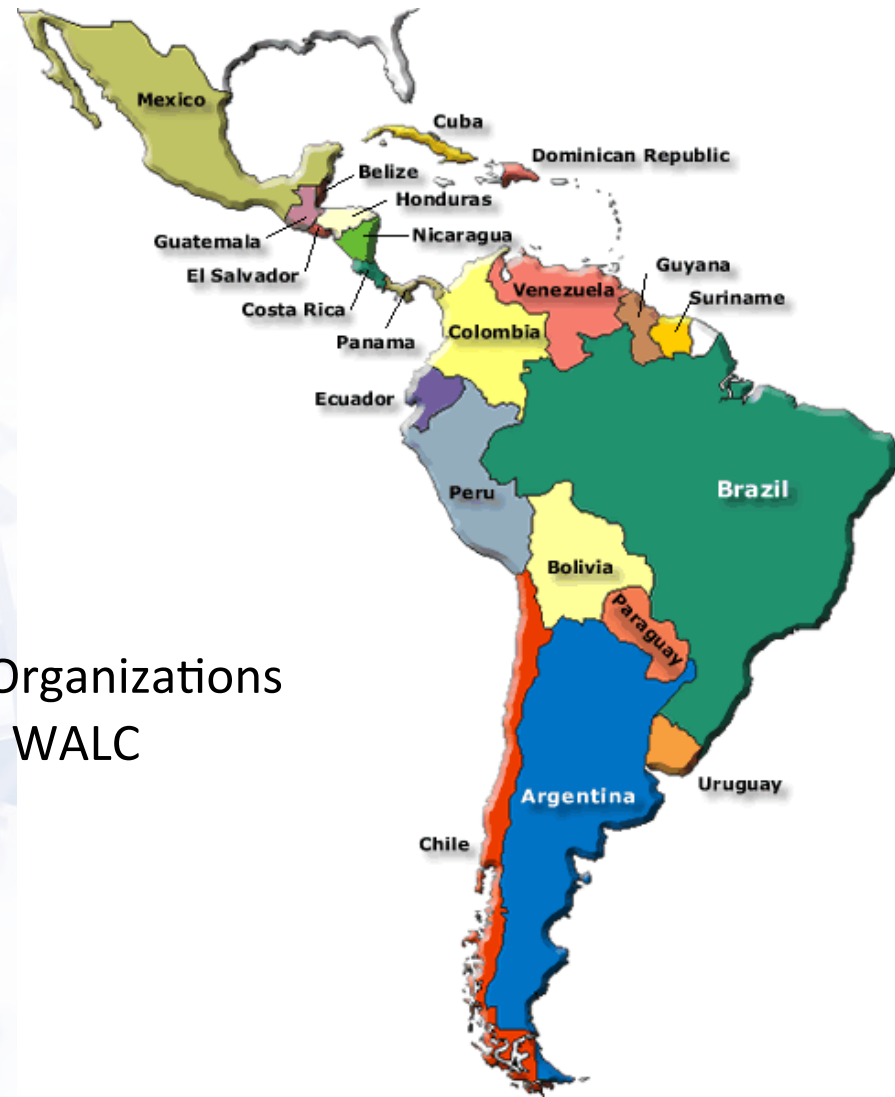 Mexico
Cuba
Dominican Republic
Belize
Honduras
Guatemala
Nicaragua
El Salvador
Guyana
Venezuela
Suriname
Costa Rica
Colombia
Panama
Ecuador
Peru
Brazil
Bolivia
Paraguay
Organizations
WALC
Uruguay
Argentina
Chile